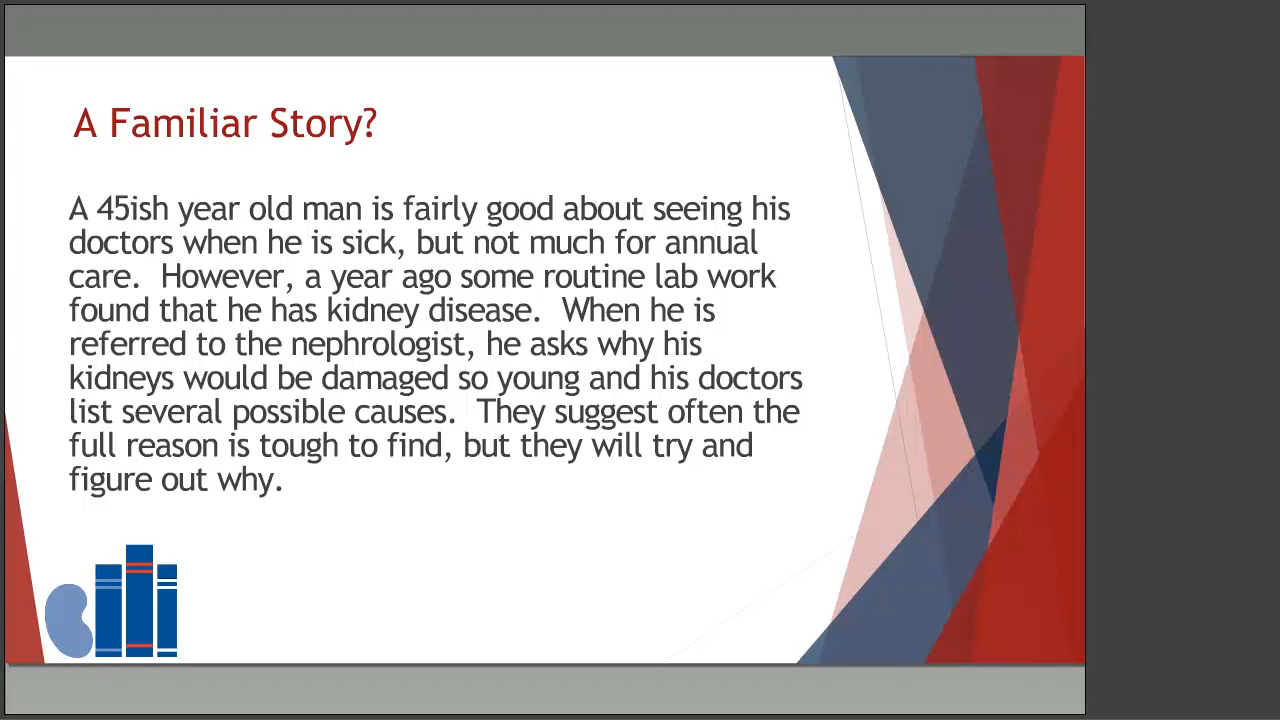 A Familiar Story?
A 45ish year old man is fairly good about seeing his
doctors when he is sick, but not much for annual
care.  However, a year ago some routine lab work
found that he has kidney disease.  When he is
referred to the nephrologist, he asks why his
kidneys would be damaged so young and his doctors
list several possible causes.  They suggest often the
full reason is tough to find, but they will try and
figure out why.